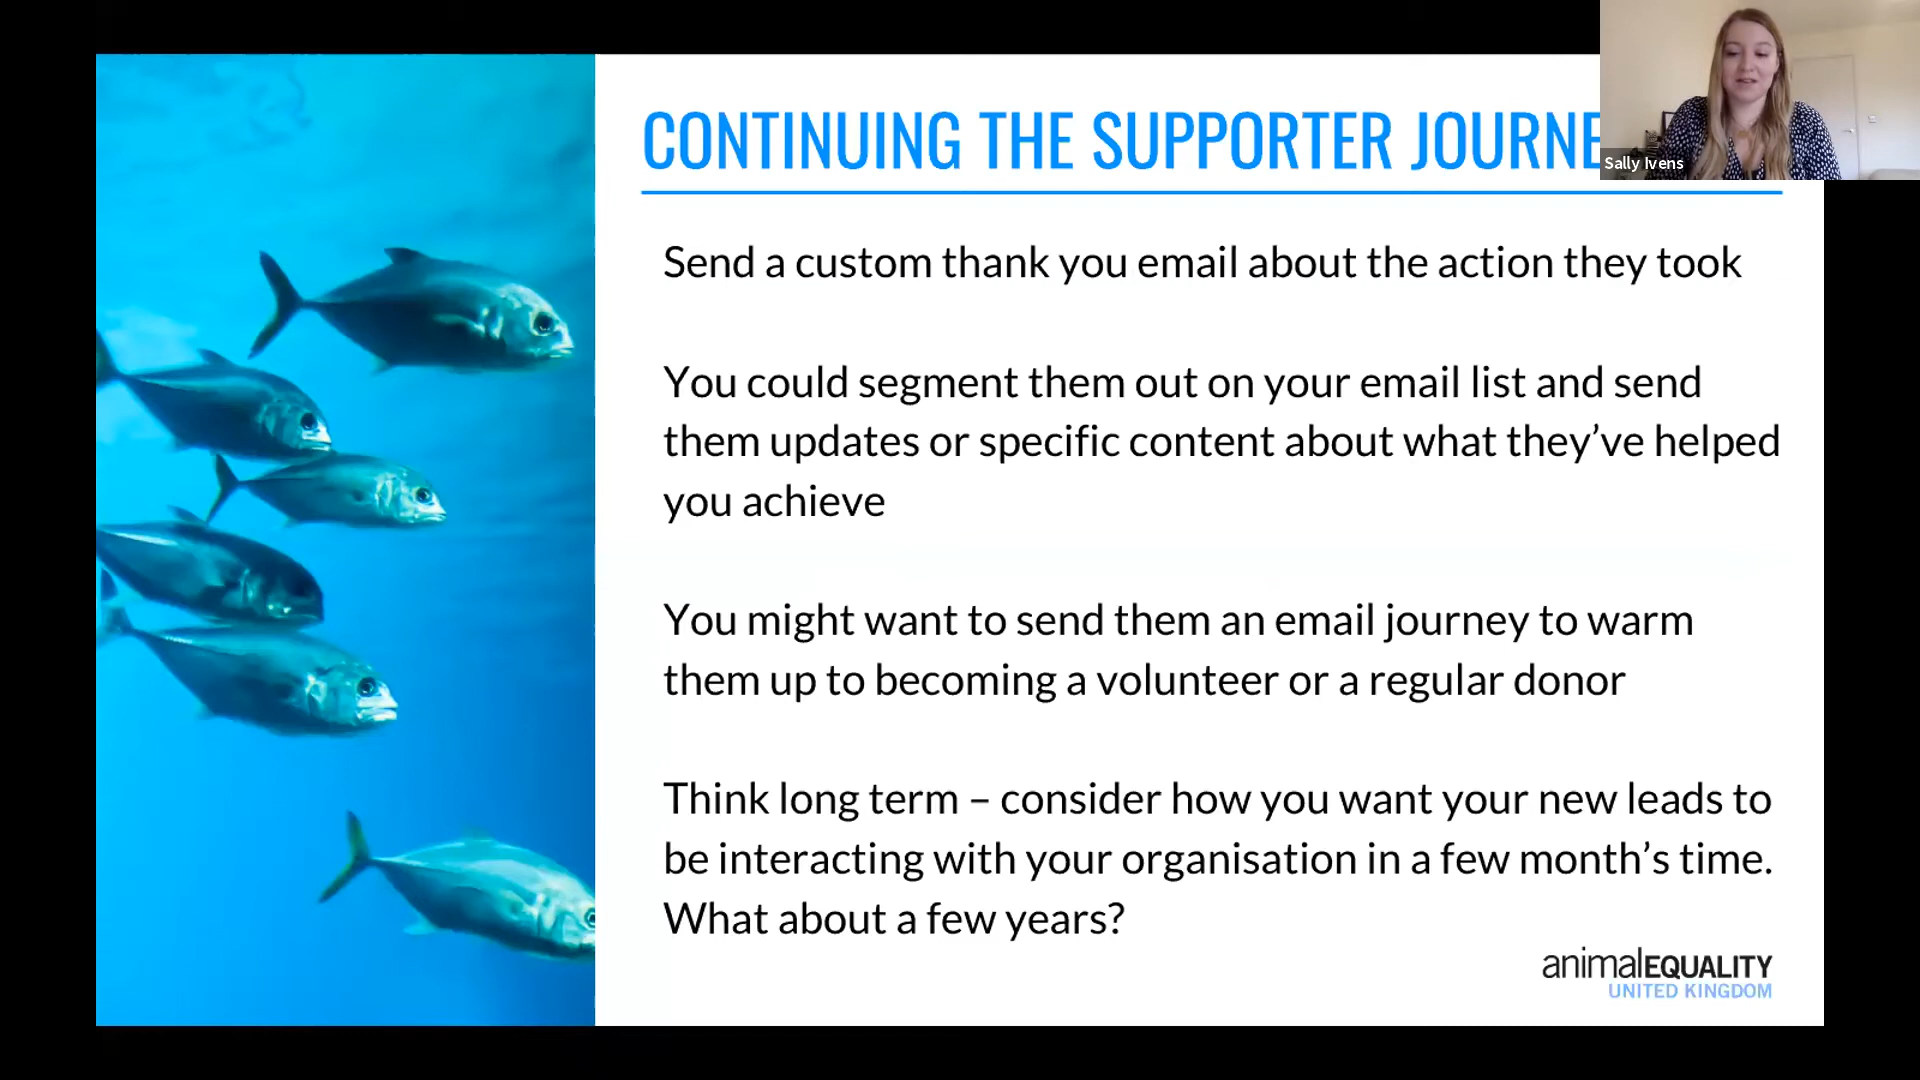 CONTINUING THE SUPPORTER JOURNE
Sally Ivens
Send a custom thank you email about the action they took
You could segment them out on your email list and send
them updates or specific content about what they’ve helped
you achieve
You might want to send them an email journey to warm
them up to becoming a volunteer or a regular donor
Think long term – consider how you want your new leads to
be interacting with your organisation in a few month’s time.
What about a few years?
animalEQUALITY
UNITED KINGDOM